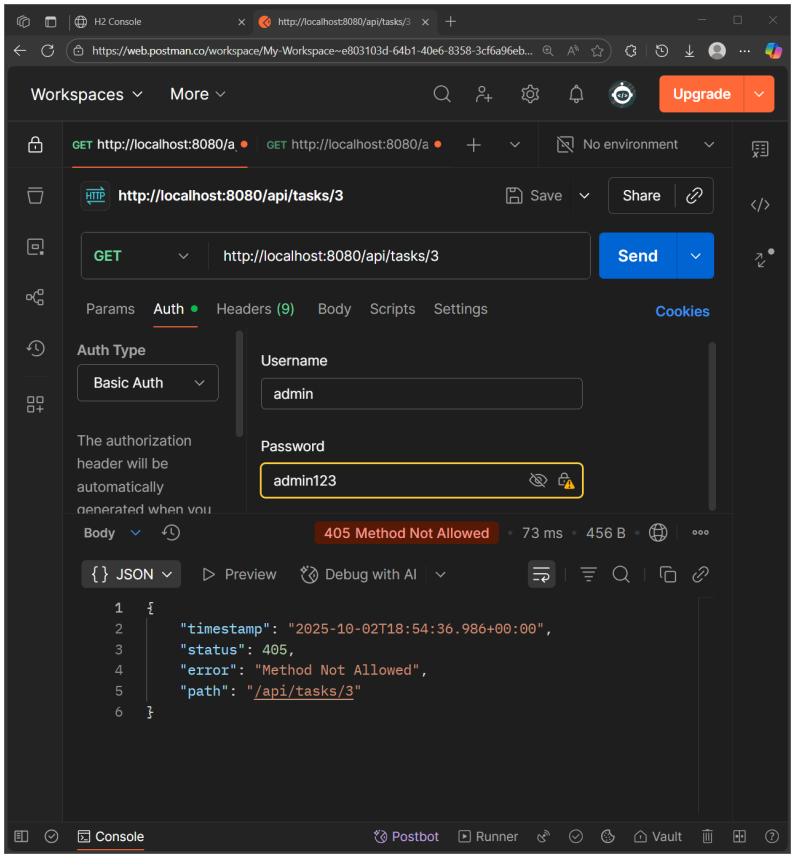 H2 Console
http://localhost:8080/api/tasks/3
https://web.postman.co/workspace/My-Workspace~e803103d-64b1-40e6-8358-3cf6a96eb...
Workspaces More Upgrade
GET http://localhost:8080/a GET http://localhost:8080/a No environment
HTTP http://localhost:8080/api/tasks/3 Save Share
GET http://localhost:8080/api/tasks/3 Send
Params Auth Headers (9) Body Scripts Settings Cookies
Auth Type
Basic Auth
The authorization
header will be
automatically
generated when you
Username
admin
Password
admin123
Body 405 Method Not Allowed 73 ms 456 B
{} JSON Preview Debug with AI
1 {
2 "timestamp": "2025-10-02T18:54:36.986+00:00",
3 "status": 405,
4 "error": "Method Not Allowed",
5 "path": "/api/tasks/3"
6 }
Console Postbot Runner Vault